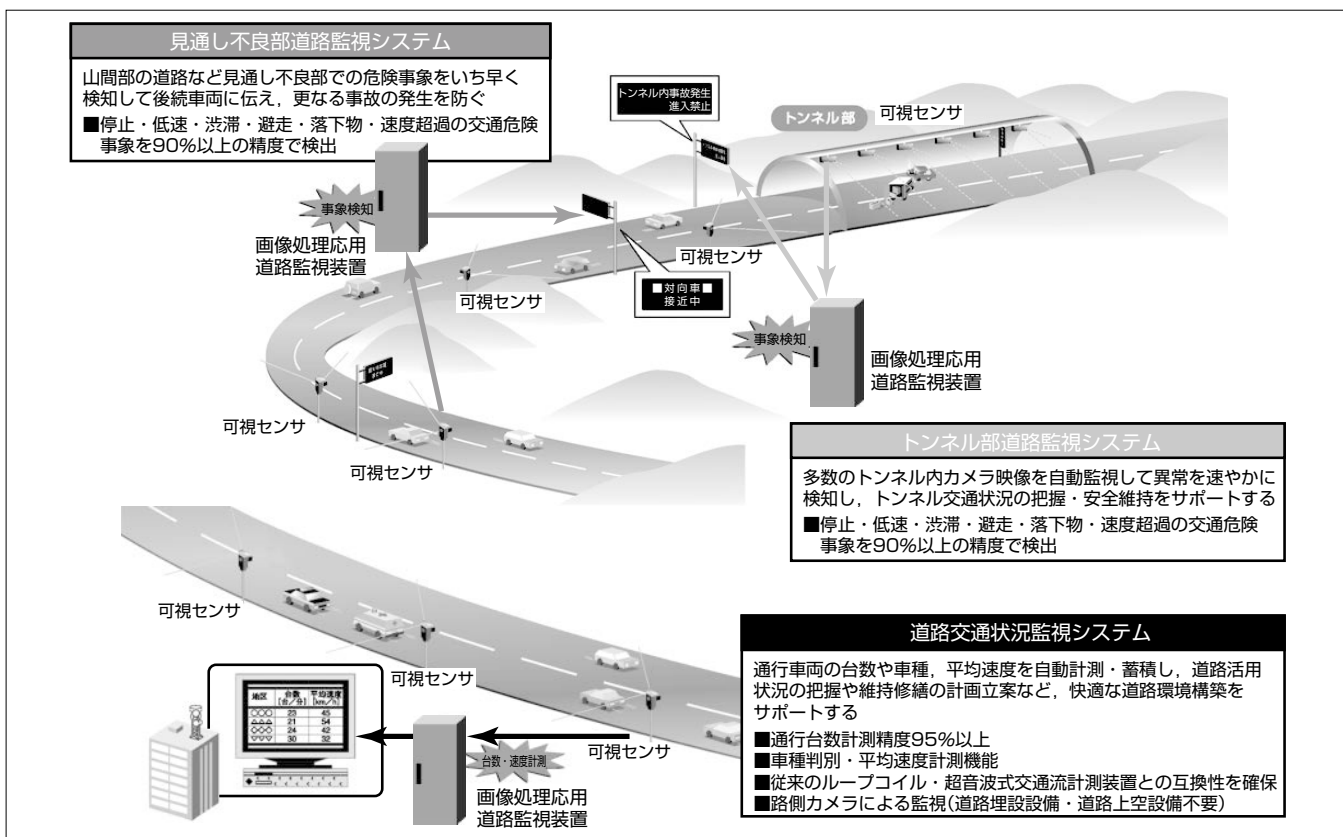 見通し不良部道路監視システム
山間部の道路など見通し不良部での危険事象をいち早く
検知して後続車両に伝え，更なる事故の発生を防ぐ
■停止・低速・渋滞・避走・落下物・速度超過の交通危険
事象を90%以上の精度で検出
トンネル内事故発生
進入禁止
トンネル部
可視センサ
事象検知
画像処理応用
道路監視装置
可視センサ
可視センサ
■対向車■
接近中
事象検知
画像処理応用
道路監視装置
可視センサ
可視センサ
トンネル部道路監視システム
多数のトンネル内カメラ映像を自動監視して異常を速やかに
検知し，トンネル交通状況の把握・安全維持をサポートする
■停止・低速・渋滞・避走・落下物・速度超過の交通危険
事象を90%以上の精度で検出
可視センサ
可視センサ
可視センサ
地区 台数［台／分］ 平均速度［km／h］
○○○ 23 45
△△△ 21 54
◇◇◇ 24 42
▽▽▽ 30 32
台数・速度計測
画像処理応用
道路監視装置
道路交通状況監視システム
通行車両の台数や車種，平均速度を自動計測・蓄積し，道路活用
状況の把握や維持修繕の計画立案など，快適な道路環境構築を
サポートする
■通行台数計測精度95%以上
■車種判別・平均速度計測機能
■従来のループコイル・超音波式交通流計測装置との互換性を確保
■路側カメラによる監視（道路埋設設備・道路上空設備不要）